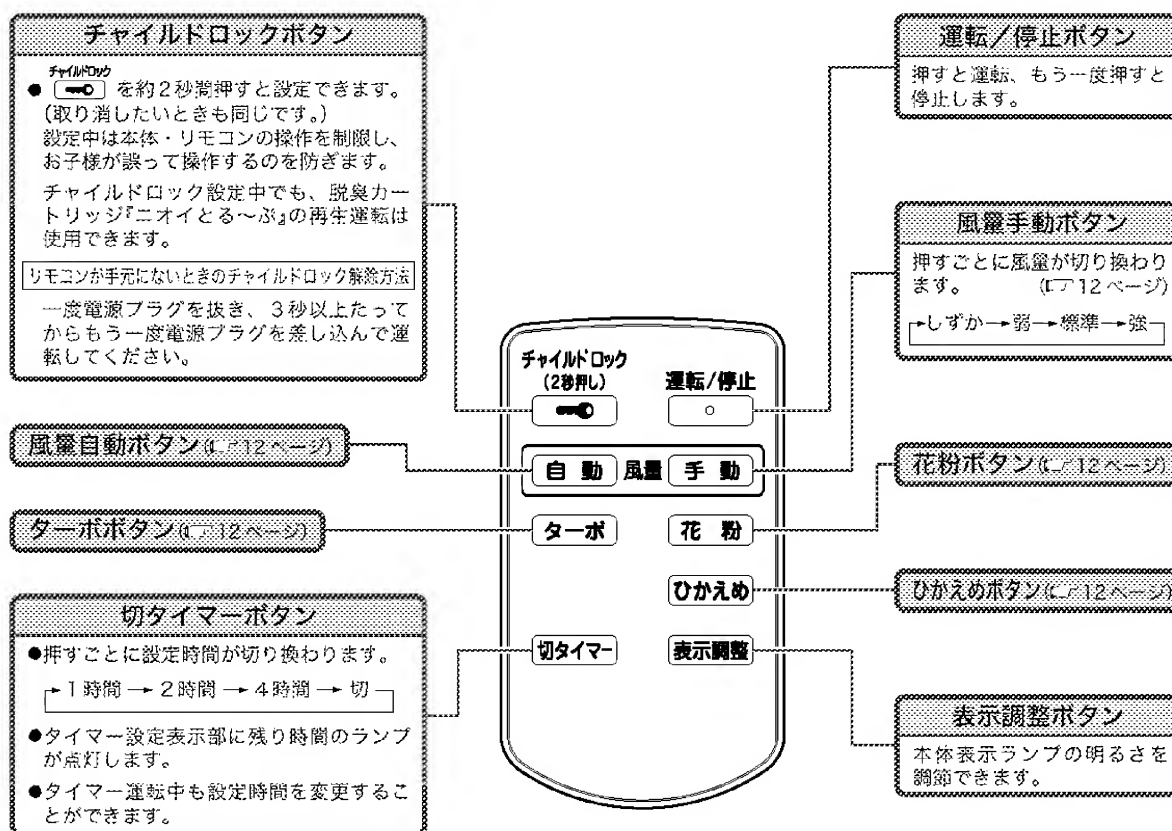 チャイルドロックボタン
チャイルドロック
● を約2秒間押すと設定できます。
(取り消したいときも同じです。)
設定中は本体・リモコンの操作を制限し、
お子様が誤って操作するのを防ぎます。
チャイルドロック設定中でも、脱臭カー
トリッジ『ニオイとる〜ぷ』の再生運転は
使用できます。
リモコンが手元にないときのチャイルドロック解除方法
一度電源プラグを抜き、3秒以上たって
からもう一度電源プラグを差し込んで運
転してください。
風量自動ボタン(☞12ページ)
ターボボタン(☞12ページ)
切タイマーボタン
●押すごとに設定時間が切り換わります。
1時間→2時間→4時間→切
●タイマー設定表示部に残り時間のランプ
が点灯します。
●タイマー運転中も設定時間を変更するこ
とができます。
チャイルドロック
(2秒押し)
運転/停止
自動 風量 手動
ターボ
花粉
ひかえめ
切タイマー
表示調整
運転/停止ボタン
押すと運転、もう一度押すと
停止します。
風量手動ボタン
押すごとに風量が切り換わり
ます。 (☞12ページ)
しずか→弱→標準→強
花粉ボタン(☞12ページ)
ひかえめボタン(☞12ページ)
表示調整ボタン
本体表示ランプの明るさを
調節できます。